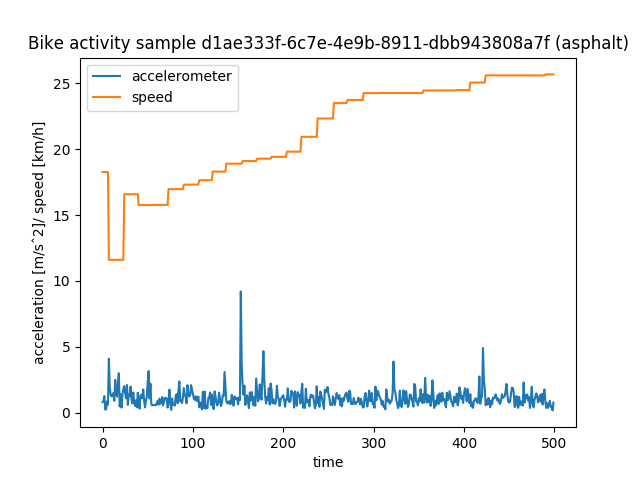 Bike activity sample d1ae333f-6c7e-4e9b-8911-dbb943808a7f (asphalt)
accelerometer
speed
acceleration [m/s^2]/ speed [km/h]
25
20
15
10
5
0
0
100
200
300
400
500
time